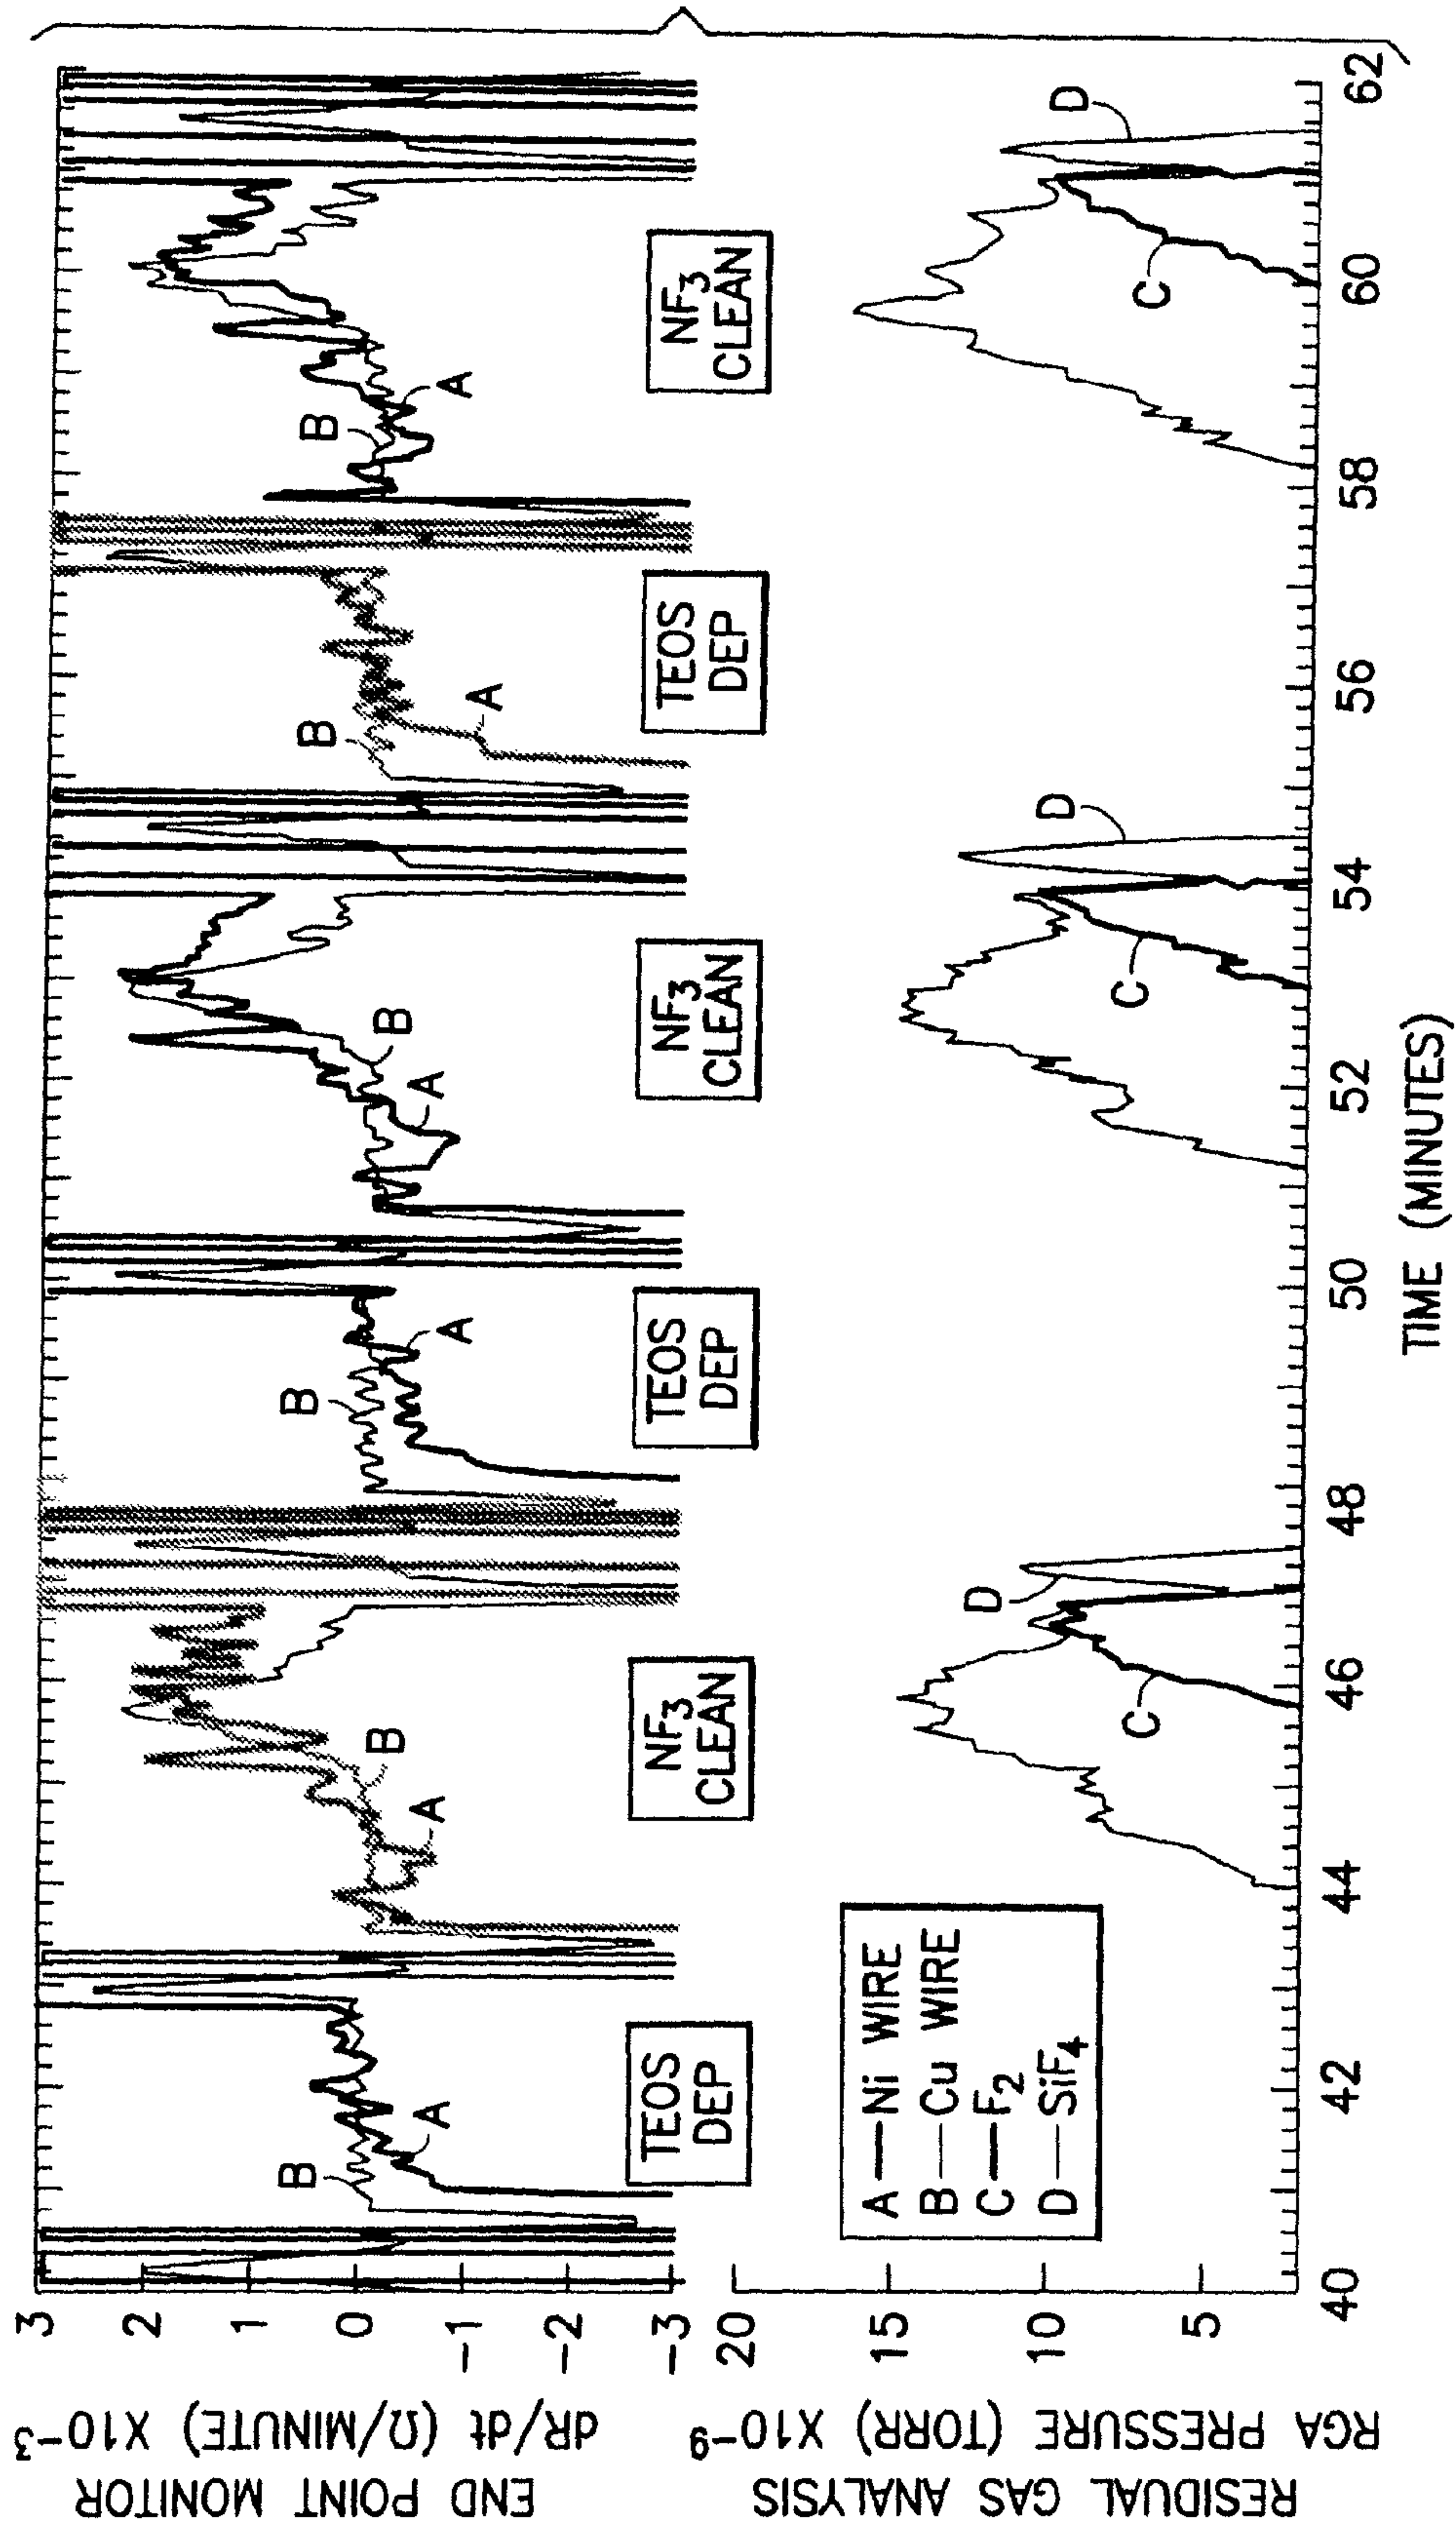 END POINT MONITOR
dR/dt (Ω/MINUTE) X10-3
3
2
1
0
-1
-2
-3
B
A
B
A
B
A
B
A
B
A
B
A
TEOS
DEP
NF3
CLEAN
TEOS
DEP
NF3
CLEAN
TEOS
DEP
NF3
CLEAN
RESIDUAL GAS ANALYSIS
RGA PRESSURE (TORR) X10-9
20
15
10
5
A — Ni WIRE
B — Cu WIRE
C — F2
D — SiF4
C
D
C
D
C
D
40
42
44
46
48
50
52
54
56
58
60
62
TIME (MINUTES)